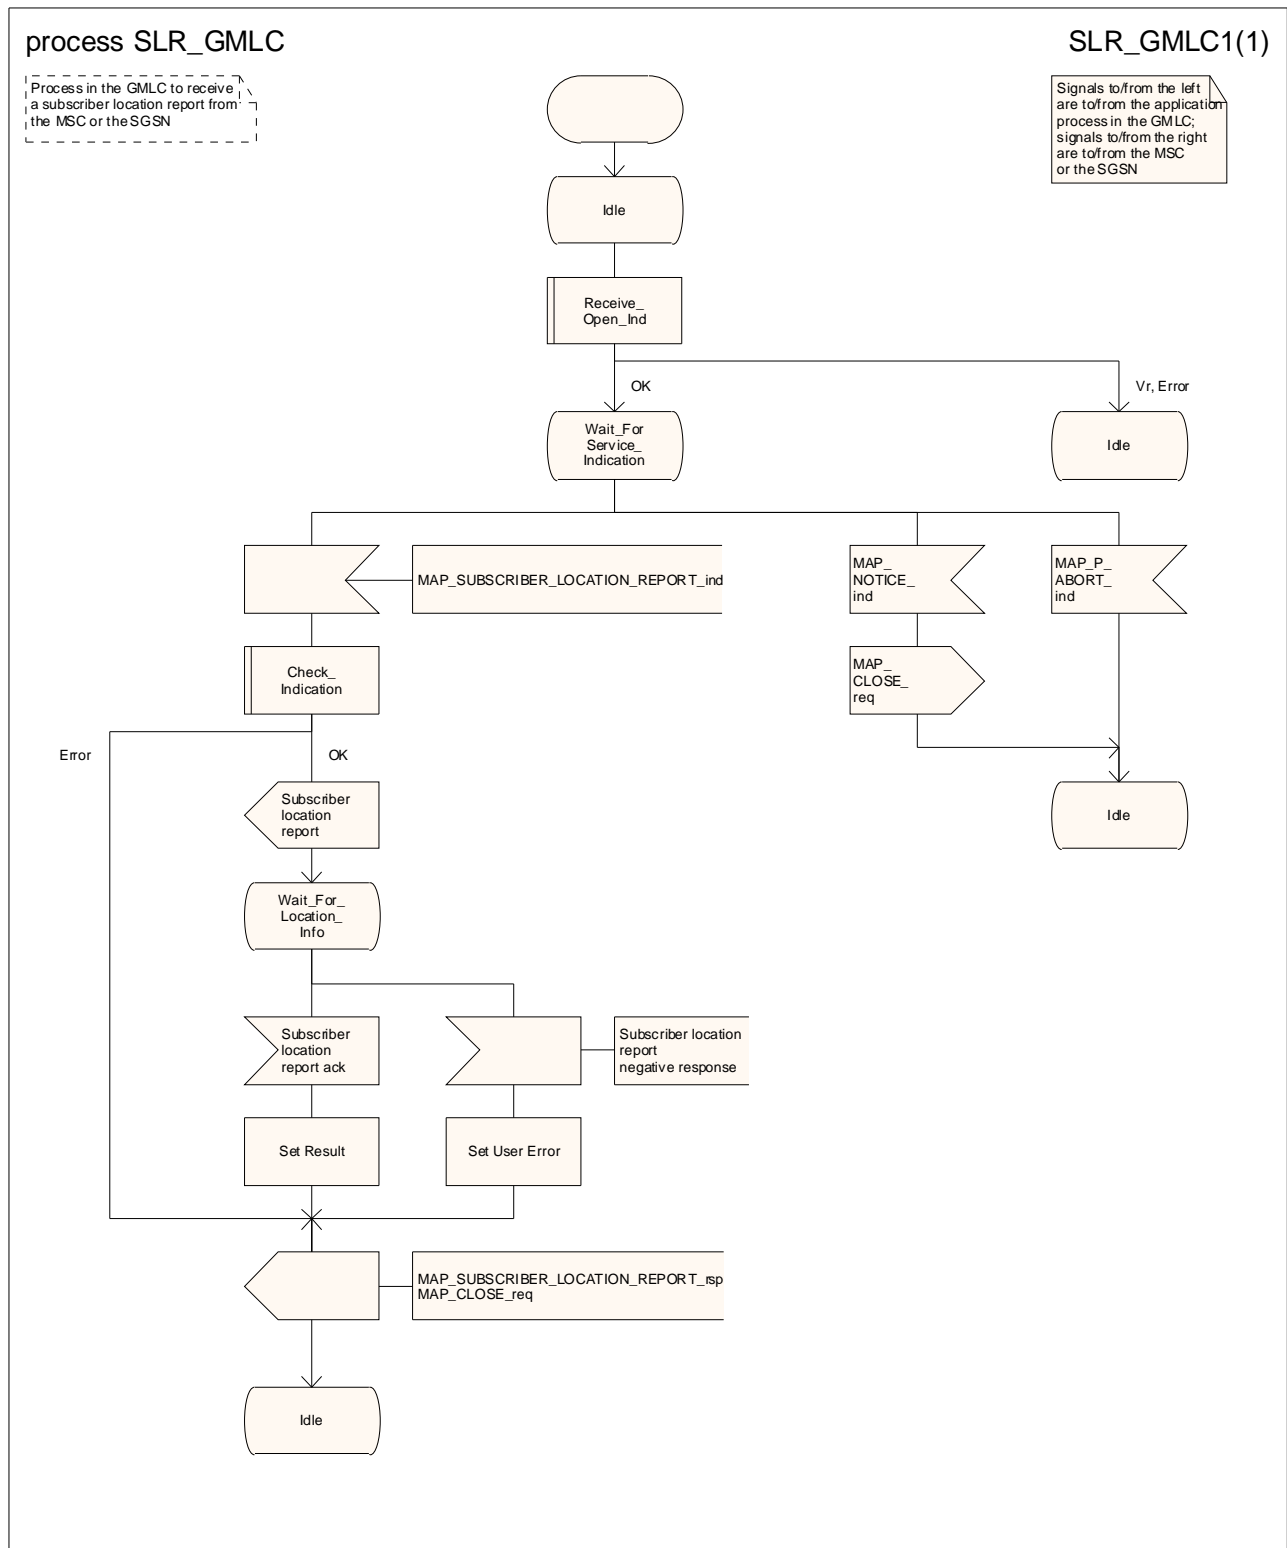 process SLR_GMLC
SLR_GMLC1(1)
Process in the GMLC to receive
a subscriber location report from
the MSC or the SGSN
Signals to/from the left
are to/from the application
process in the GMLC;
signals to/from the right
are to/from the MSC
or the SGSN
Idle
Receive_
Open_Ind
OK
Vr, Error
Wait_For
Service_
Indication
Idle
MAP_SUBSCRIBER_LOCATION_REPORT_ind
MAP_
NOTICE_
ind
MAP_P_
ABORT_
ind
Check_
Indication
MAP_
CLOSE_
req
Error
OK
Subscriber
location
report
Idle
Wait_For_
Location_
Info
Subscriber
location
report ack
Subscriber location
report
negative response
Set Result
Set User Error
MAP_SUBSCRIBER_LOCATION_REPORT_rsp
MAP_CLOSE_req
Idle